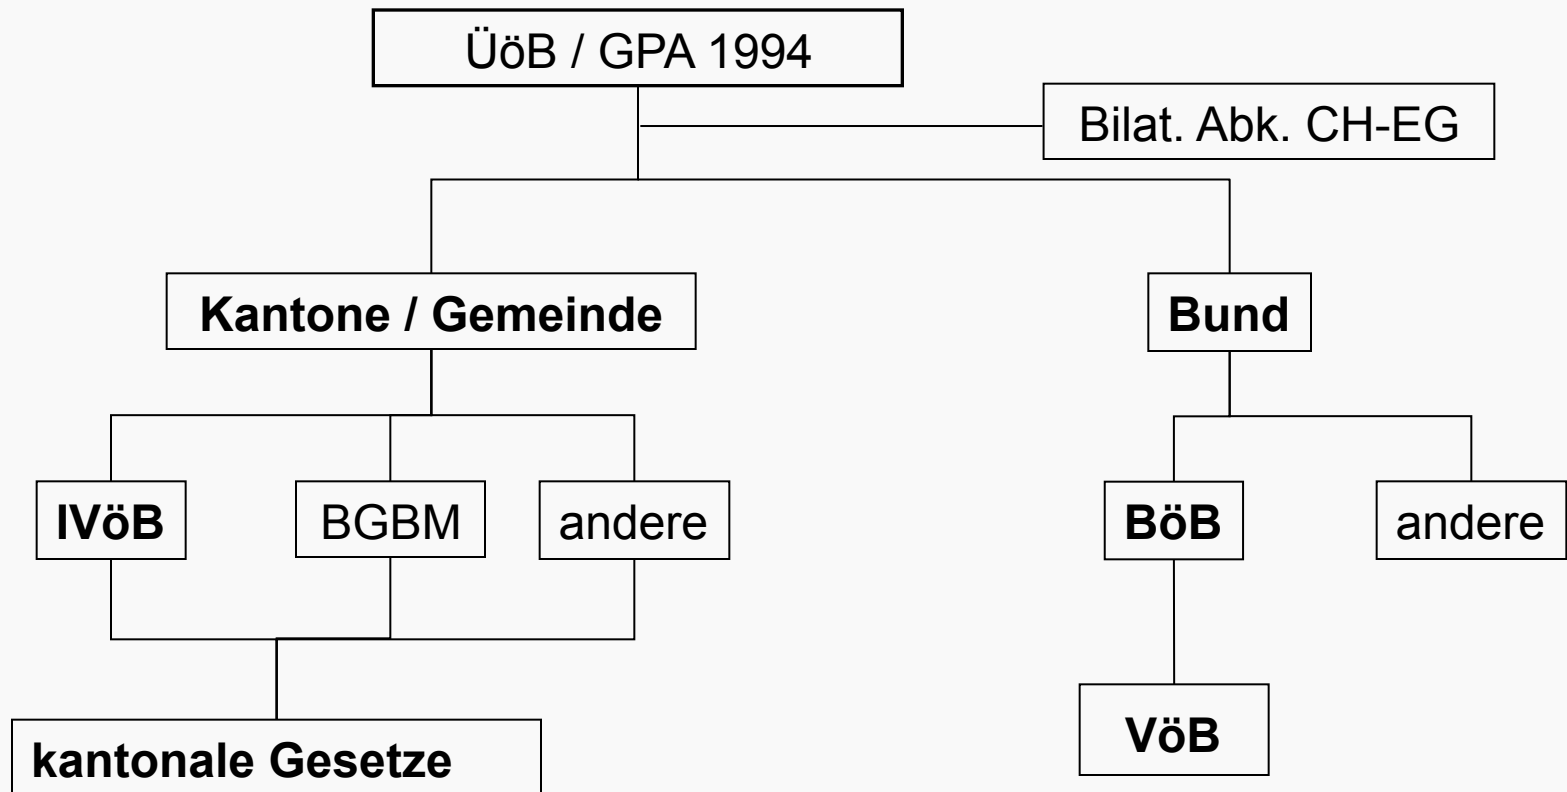 ÜöB / GPA 1994
Bilat. Abk. CH-EG
Kantone / Gemeinde
Bund
IVöB
BGBM
andere
BöB
andere
kantonale Gesetze
VöB